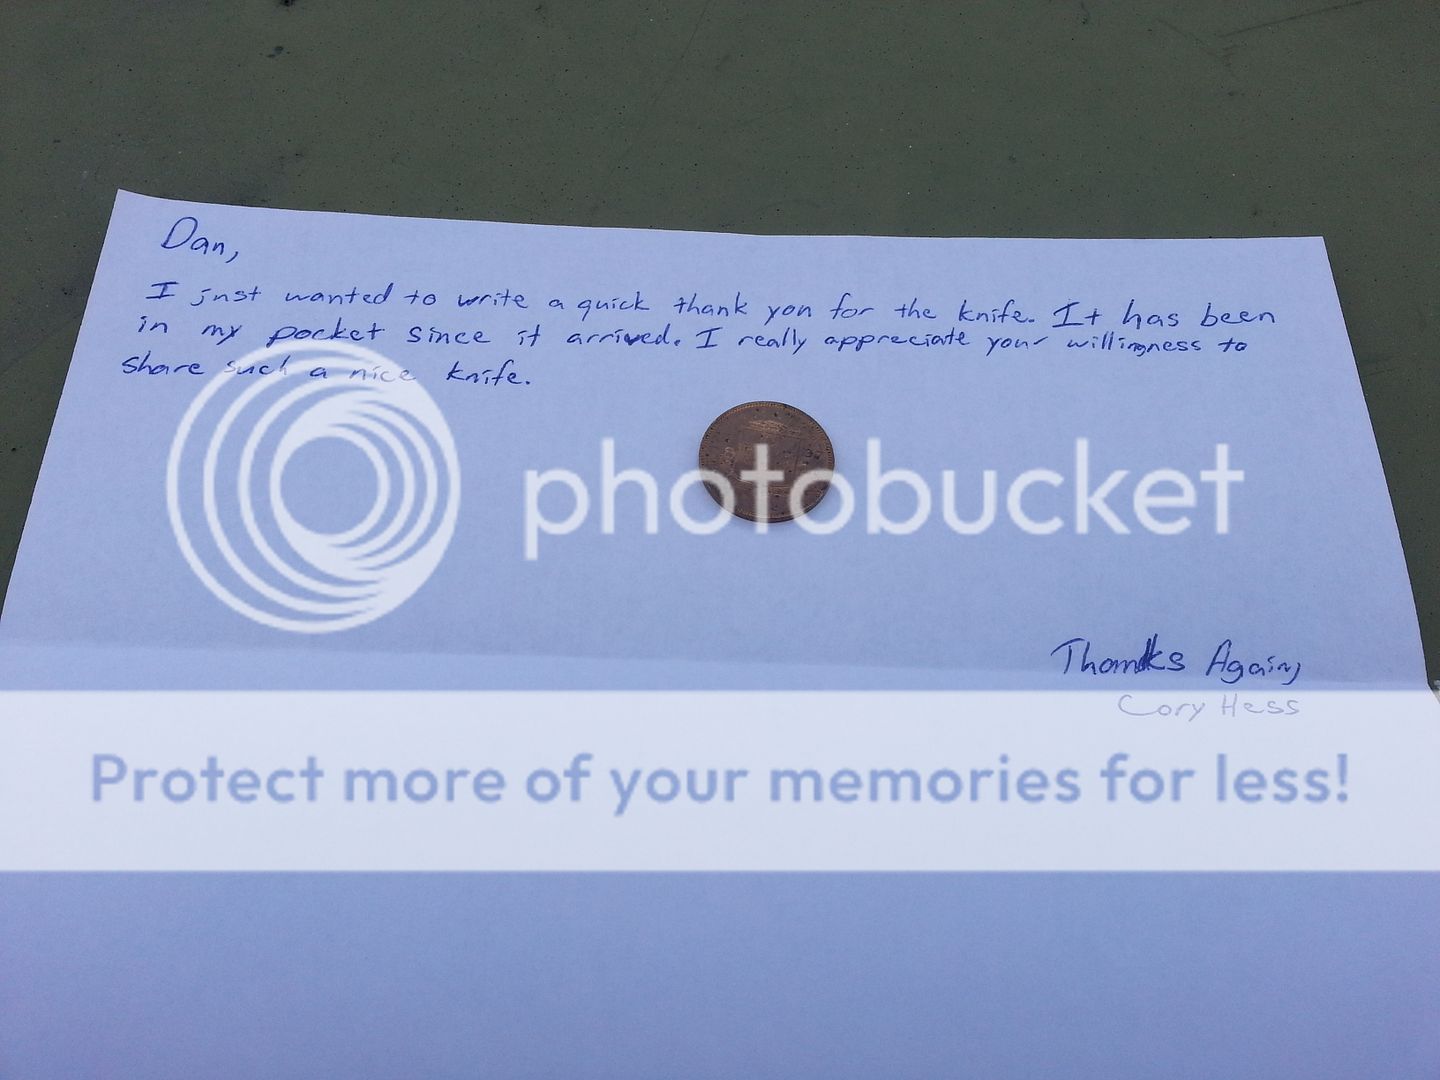 Dan,
I just wanted to write a quick thank you for the knife. It has been
in my pocket since it arrived. I really appreciate your willingness to
share such a nice knife.
photobucket
Thanks Again,
Cory Hess
Protect more of your memories for less!